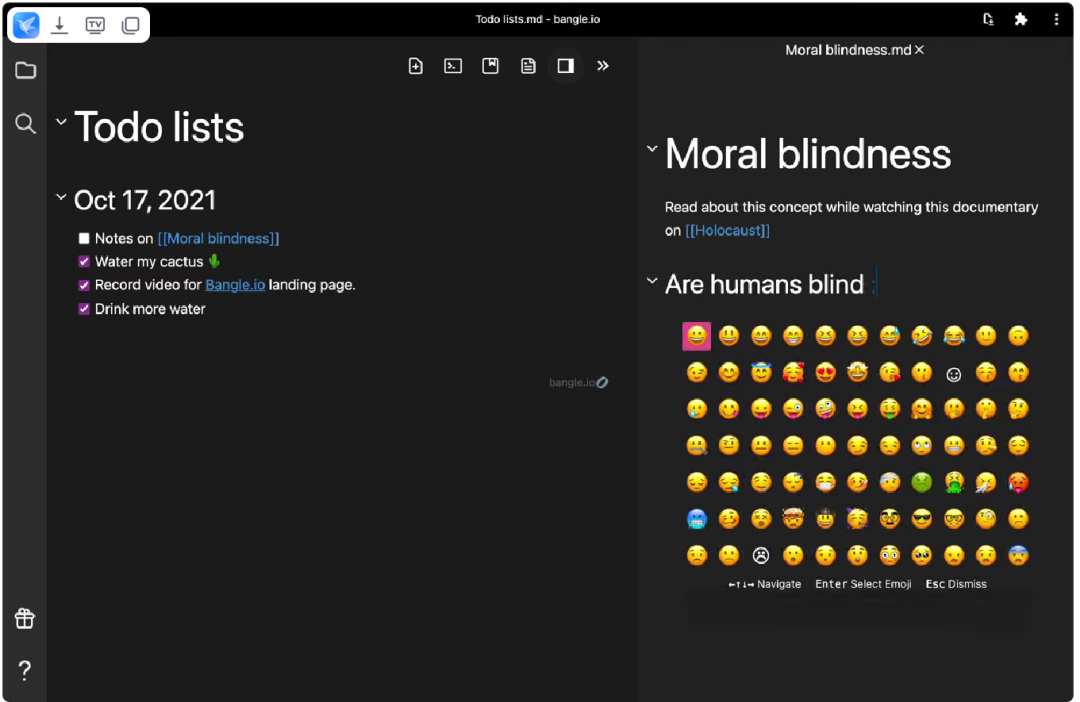 Todo lists.md - bangle.io
TV
Todo lists
Oct 17, 2021
Notes on [[Moral blindness]]
Water my cactus 🌵
Record video for Bangle.io landing page.
Drink more water
bangle.io
Moral blindness.md
Moral blindness
Read about this concept while watching this documentary
on [[Holocaust]]
Are humans blind :
←↑↓→ Navigate Enter Select Emoji Esc Dismiss